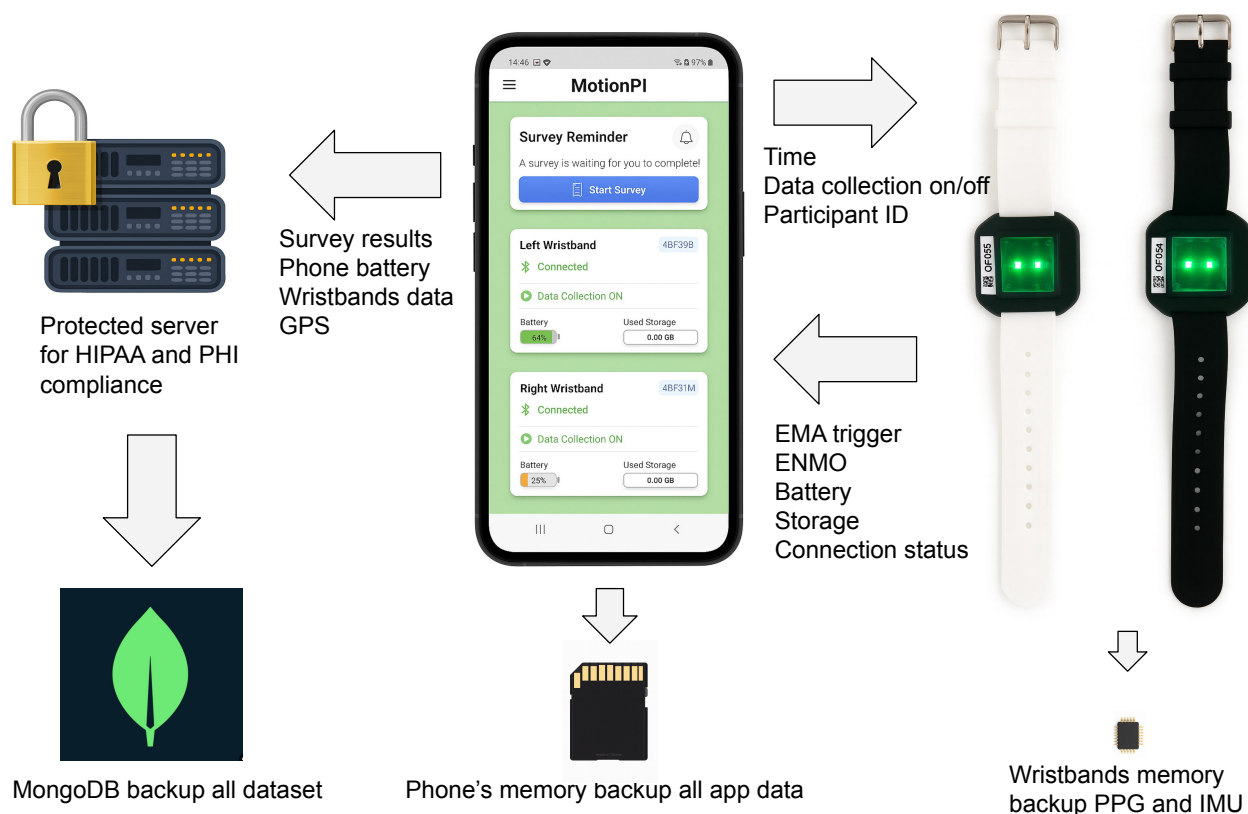 14:46
97%
MotionPI
Survey Reminder
A survey is waiting for you to complete!
Start Survey
Left Wristband
4BF39B
Connected
Data Collection ON
Battery
Used Storage
64%
0.00 GB
Right Wristband
4BF31M
Connected
Data Collection ON
Battery
Used Storage
25%
0.00 GB
Time
Data collection on/off
Participant ID
OF055
OF054
Survey results
Phone battery
Wristbands data
GPS
Protected server
for HIPAA and PHI
compliance
EMA trigger
ENMO
Battery
Storage
Connection status
MongoDB backup all dataset
Phone's memory backup all app data
Wristbands memory
backup PPG and IMU